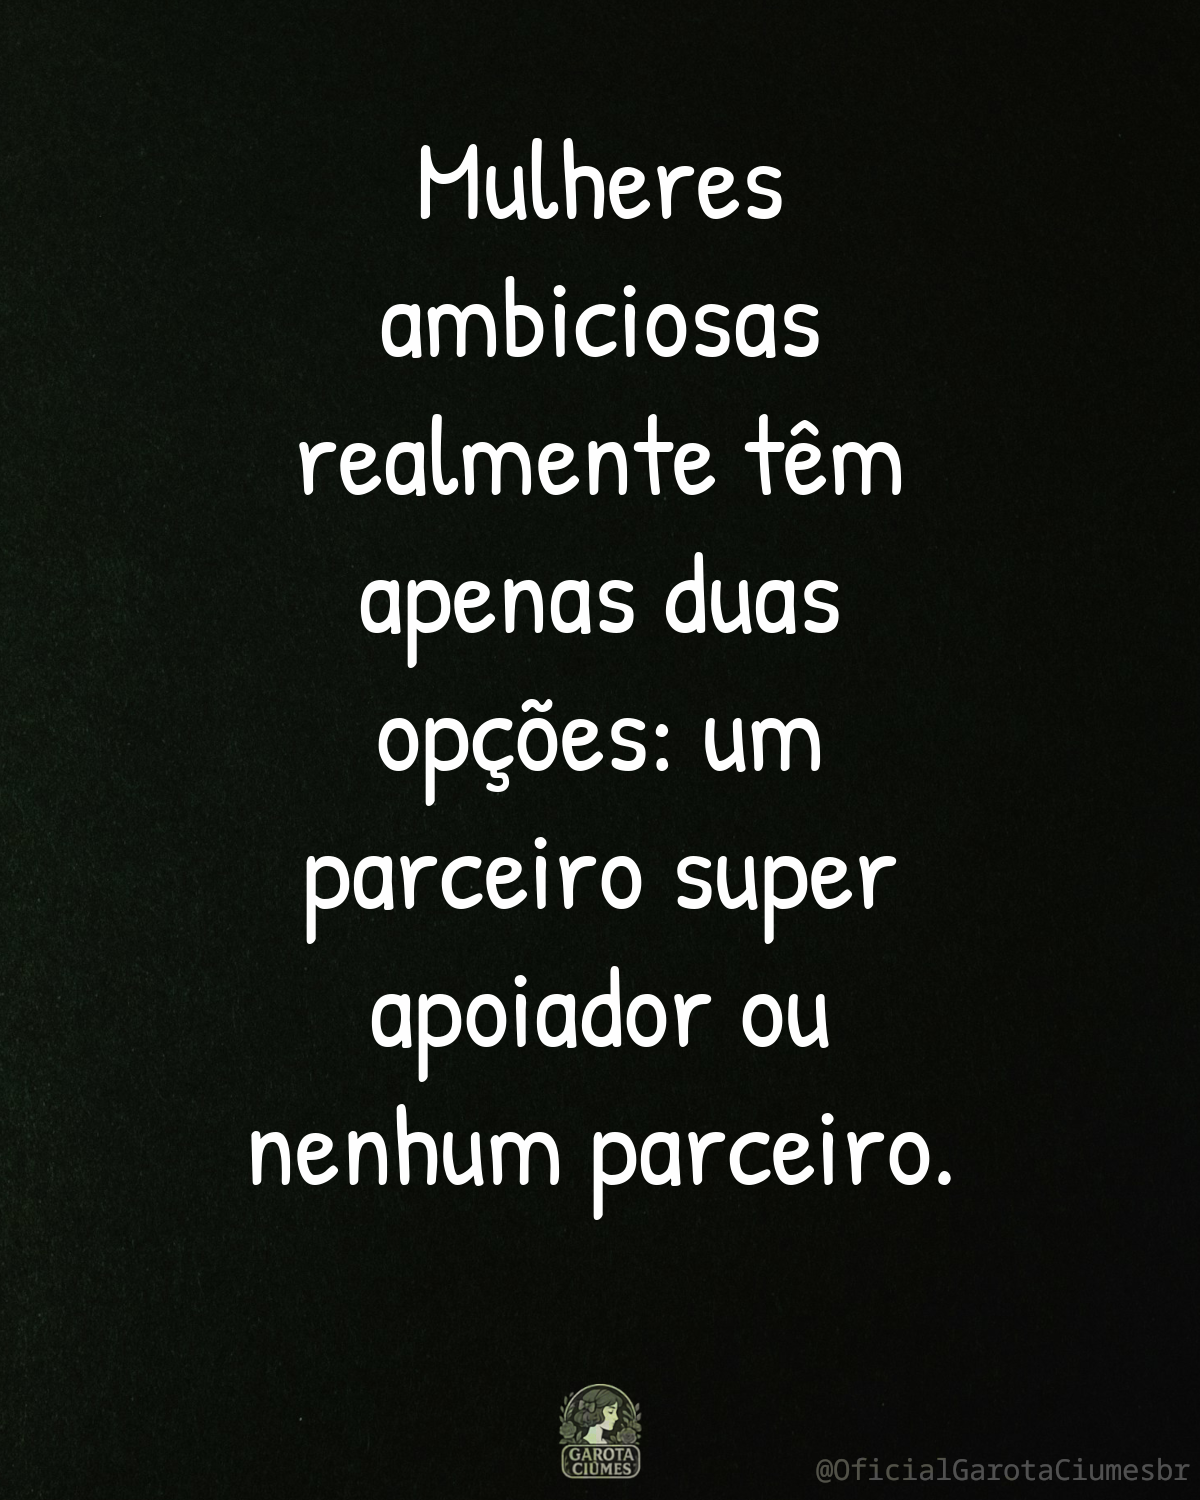 Mulheres
ambiciosas
realmente têm
apenas duas
opções: um
parceiro super
apoiador ou
nenhum parceiro.
GAROTA
CIÚMES
@OficialGarotaCiumesbr